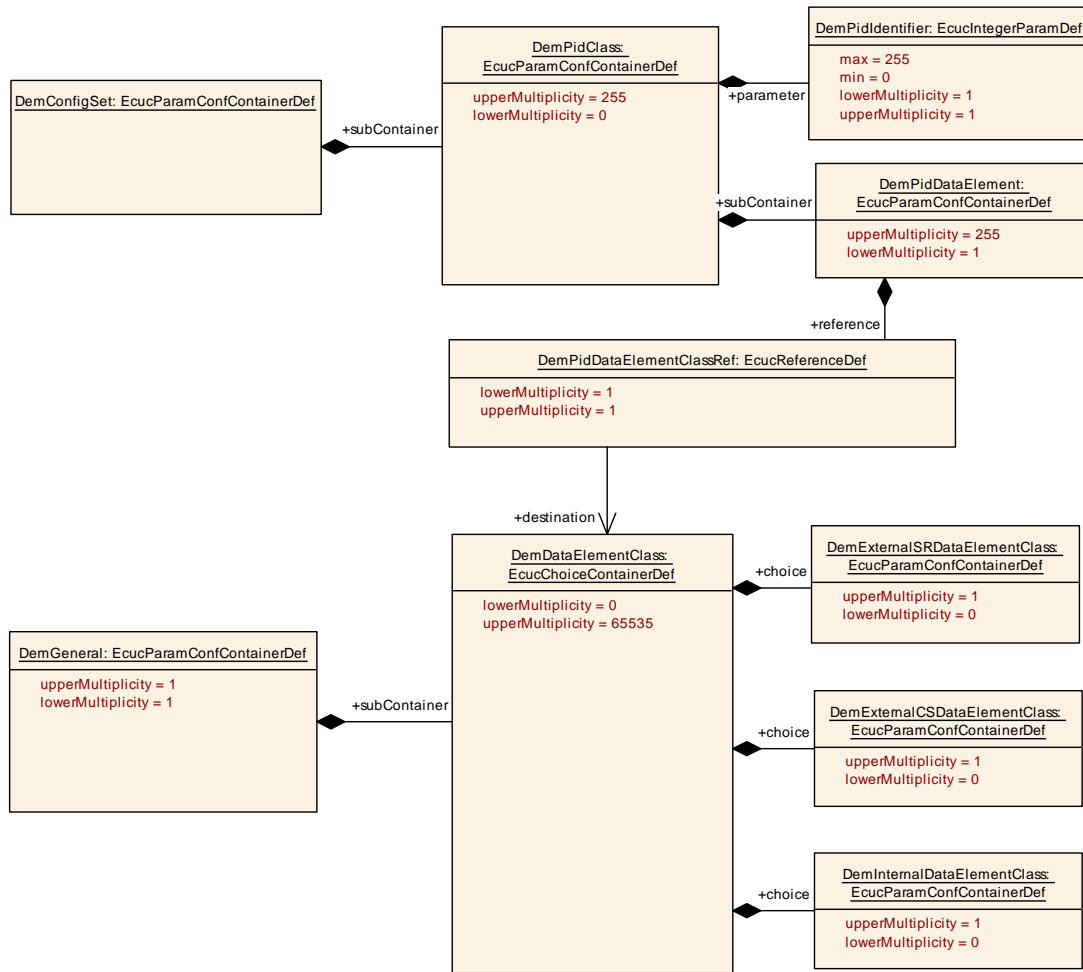 DemPidIdentifier: EcucIntegerParamDef
max = 255
min = 0
lowerMultiplicity = 1
upperMultiplicity = 1
DemPidClass:
EcucParamConfContainerDef
upperMultiplicity = 255
lowerMultiplicity = 0
+parameter
DemConfigSet: EcucParamConfContainerDef
+subContainer
DemPidDataElement:
EcucParamConfContainerDef
upperMultiplicity = 255
lowerMultiplicity = 1
+subContainer
+reference
DemPidDataElementClassRef: EcucReferenceDef
lowerMultiplicity = 1
upperMultiplicity = 1
+destination
DemDataElementClass:
EcucChoiceContainerDef
lowerMultiplicity = 0
upperMultiplicity = 65535
+choice
DemExternalSRDataElementClass:
EcucParamConfContainerDef
upperMultiplicity = 1
lowerMultiplicity = 0
DemGeneral: EcucParamConfContainerDef
upperMultiplicity = 1
lowerMultiplicity = 1
+subContainer
+choice
DemExternalCSDataElementClass:
EcucParamConfContainerDef
upperMultiplicity = 1
lowerMultiplicity = 0
+choice
DemInternalDataElementClass:
EcucParamConfContainerDef
upperMultiplicity = 1
lowerMultiplicity = 0